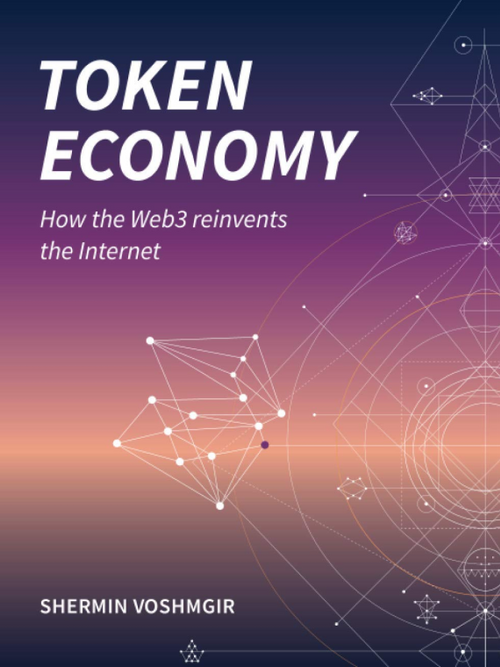 TOKEN
ECONOMY
How the Web3 reinvents
the Internet
SHERMIN VOSHMGIR